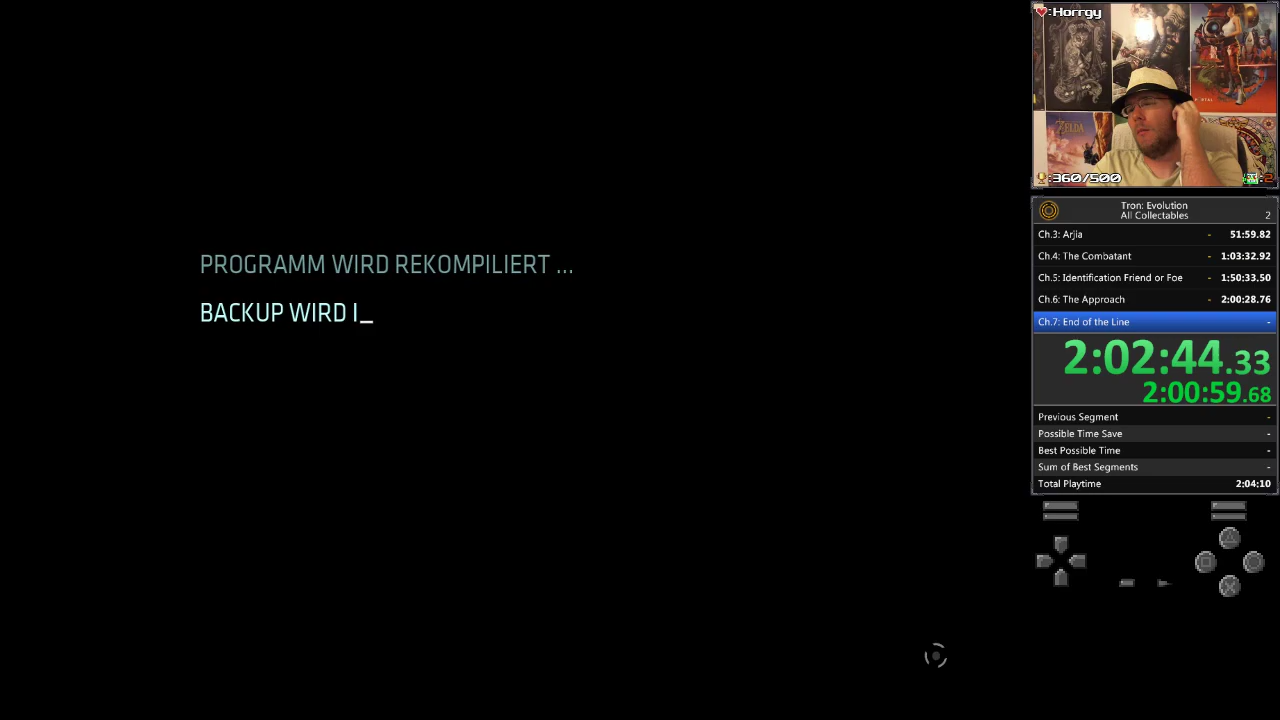 PROGRAMM WIRD REKOMPILIERT ...
BACKUP WIRD I_
:Horrgy
ZELDA
:360/500
:2
Tron: Evolution
All Collectables 2
Ch.3: Arjia - 51:59.82
Ch.4: The Combatant - 1:03:32.92
Ch.5: Identification Friend or Foe - 1:50:33.50
Ch.6: The Approach - 2:00:28.76
Ch.7: End of the Line -
2:02:44.33
2:00:59.68
Previous Segment -
Possible Time Save -
Best Possible Time -
Sum of Best Segments -
Total Playtime 2:04:10